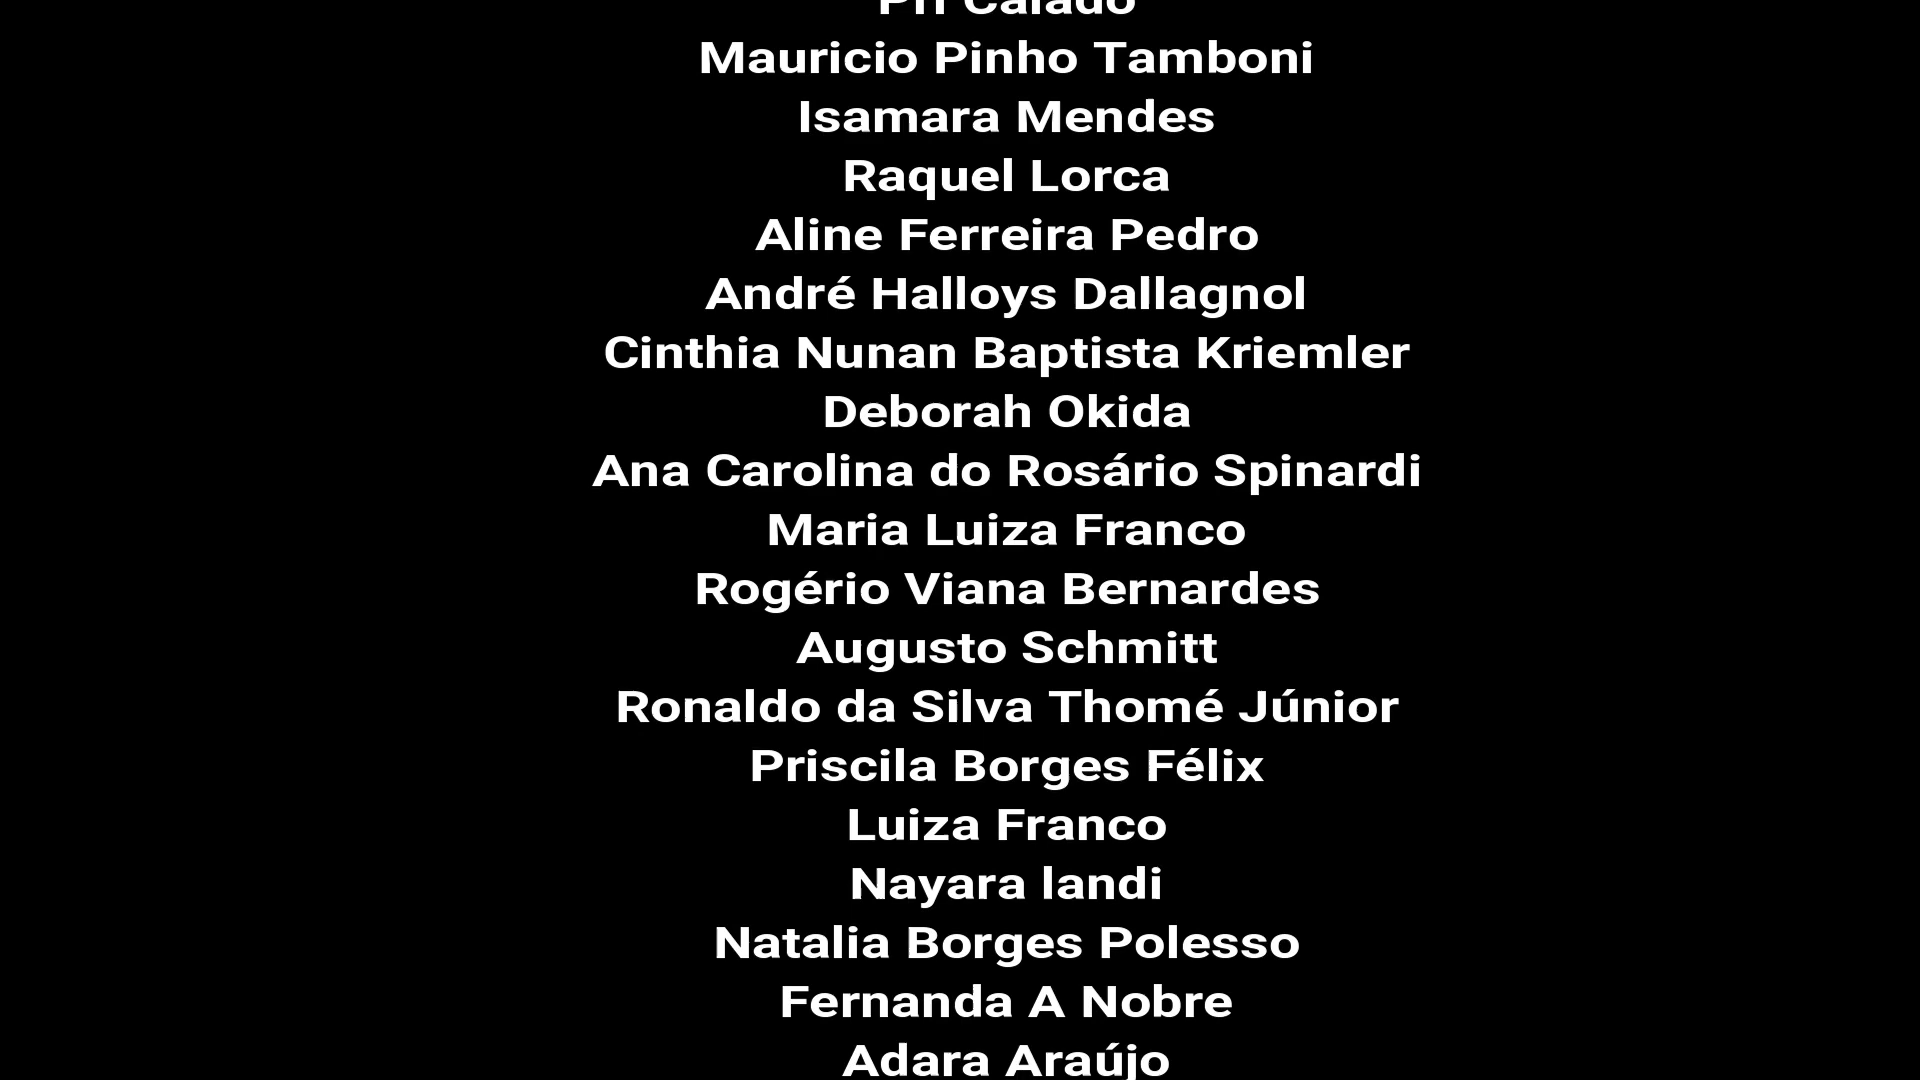 Caiado
Mauricio Pinho Tamboni
Isamara Mendes
Raquel Lorca
Aline Ferreira Pedro
André Halloys Dallagnol
Cinthia Nunan Baptista Kriemler
Deborah Okida
Ana Carolina do Rosário Spinardi
Maria Luiza Franco
Rogério Viana Bernardes
Augusto Schmitt
Ronaldo da Silva Thomé Júnior
Priscila Borges Félix
Luiza Franco
Nayara landi
Natalia Borges Polesso
Fernanda A Nobre
Adara Araújo